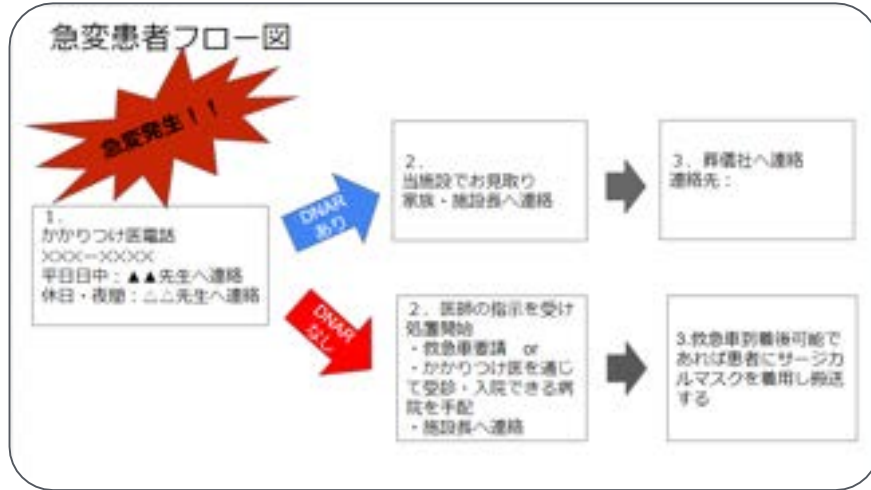 急変患者フロー図
急変発生！！
1.
かかりつけ医電話
×××ー××××
平日日中：▲▲先生へ連絡
休日・夜間：△△先生へ連絡
DNAR
あり
2.
当施設でお見取り
家族・施設長へ連絡
3．葬儀社へ連絡
連絡先：
DNAR
なし
2．医師の指示を受け
処置開始
・救急車要請　or
・かかりつけ医を通じ
て受診・入院できる病
院を手配
・施設長へ連絡
3.救急車到着後可能で
あれば患者にサージカ
ルマスクを着用し搬送
する